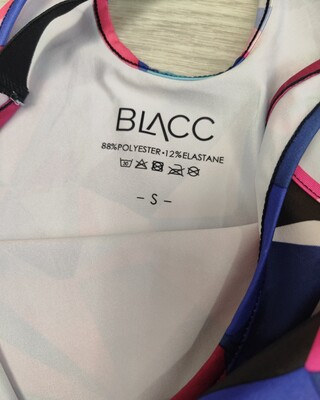 BLACC
88%POLYESTER • 12%ELASTANE
– S –